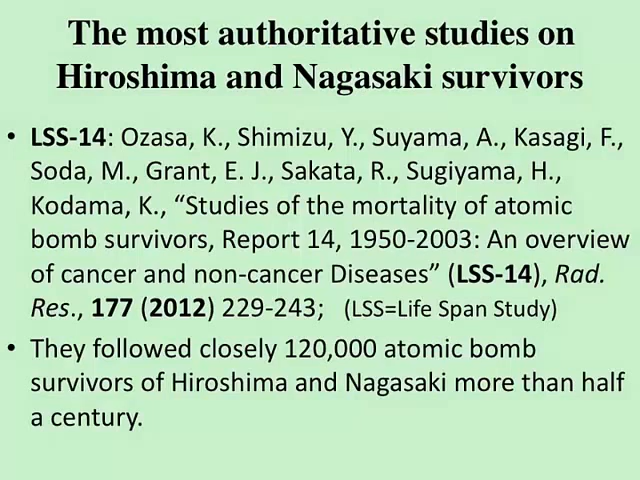 The most authoritative studies on
Hiroshima and Nagasaki survivors
• LSS-14: Ozasa, K., Shimizu, Y., Suyama, A., Kasagi, F.,
Soda, M., Grant, E. J., Sakata, R., Sugiyama, H.,
Kodama, K., “Studies of the mortality of atomic
bomb survivors, Report 14, 1950-2003: An overview
of cancer and non-cancer Diseases” (LSS-14), Rad.
Res., 177 (2012) 229-243; (LSS=Life Span Study)
• They followed closely 120,000 atomic bomb
survivors of Hiroshima and Nagasaki more than half
a century.